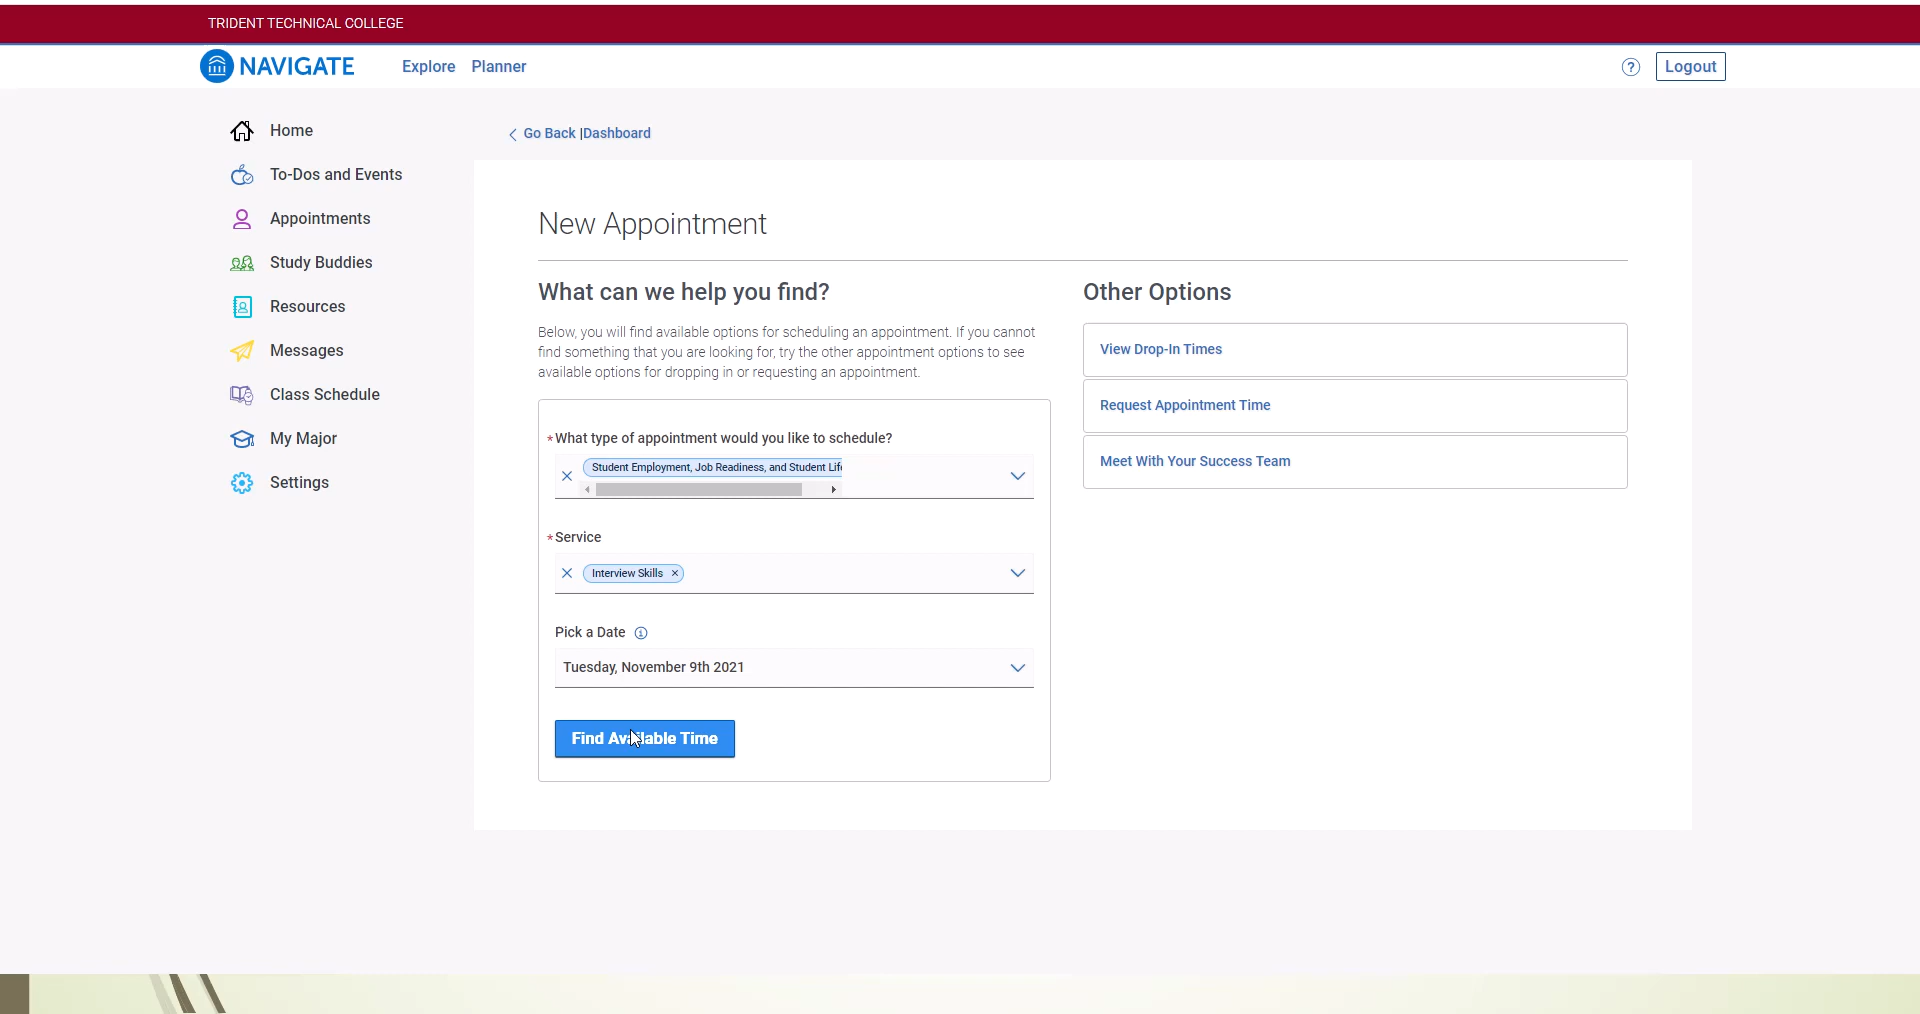 TRIDENT TECHNICAL COLLEGE
NAVIGATE Explore Planner ? Logout
Home
To-Dos and Events
Appointments
Study Buddies
Resources
Messages
Class Schedule
My Major
Settings
Go Back |Dashboard
New Appointment
What can we help you find?
Below, you will find available options for scheduling an appointment. If you cannot
find something that you are looking for, try the other appointment options to see
available options for dropping in or requesting an appointment.
*What type of appointment would you like to schedule?
Student Employment, Job Readiness, and Student Life
*Service
Interview Skills ×
Pick a Date
Tuesday, November 9th 2021
Find Available Time
Other Options
View Drop-In Times
Request Appointment Time
Meet With Your Success Team